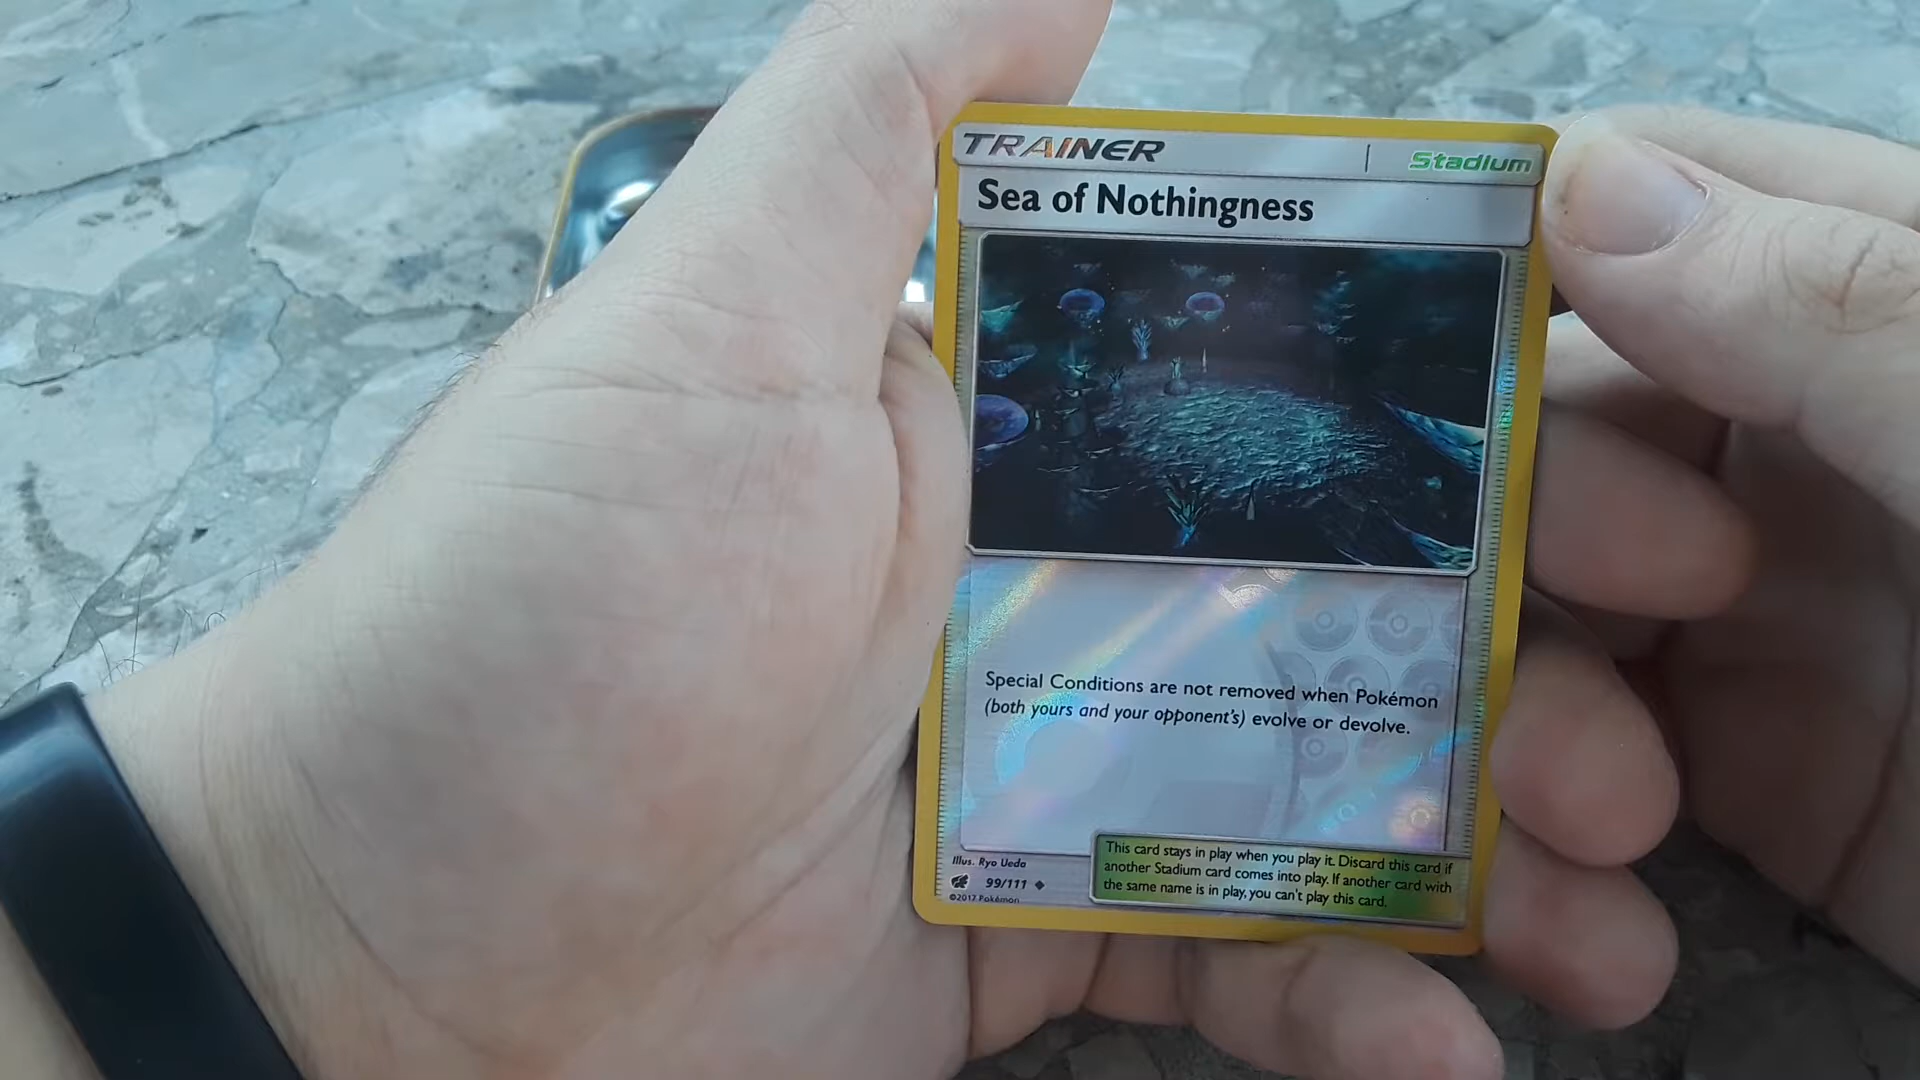 TRAINER
Stadium
Sea of Nothingness
Special Conditions are not removed when Pokémon
(both yours and your opponent's) evolve or devolve.
Illus. Ryo Ueda
99/111
©2017 Pokémon
This card stays in play when you play it. Discard this card if
another Stadium card comes into play. If another card with
the same name is in play, you can't play this card.